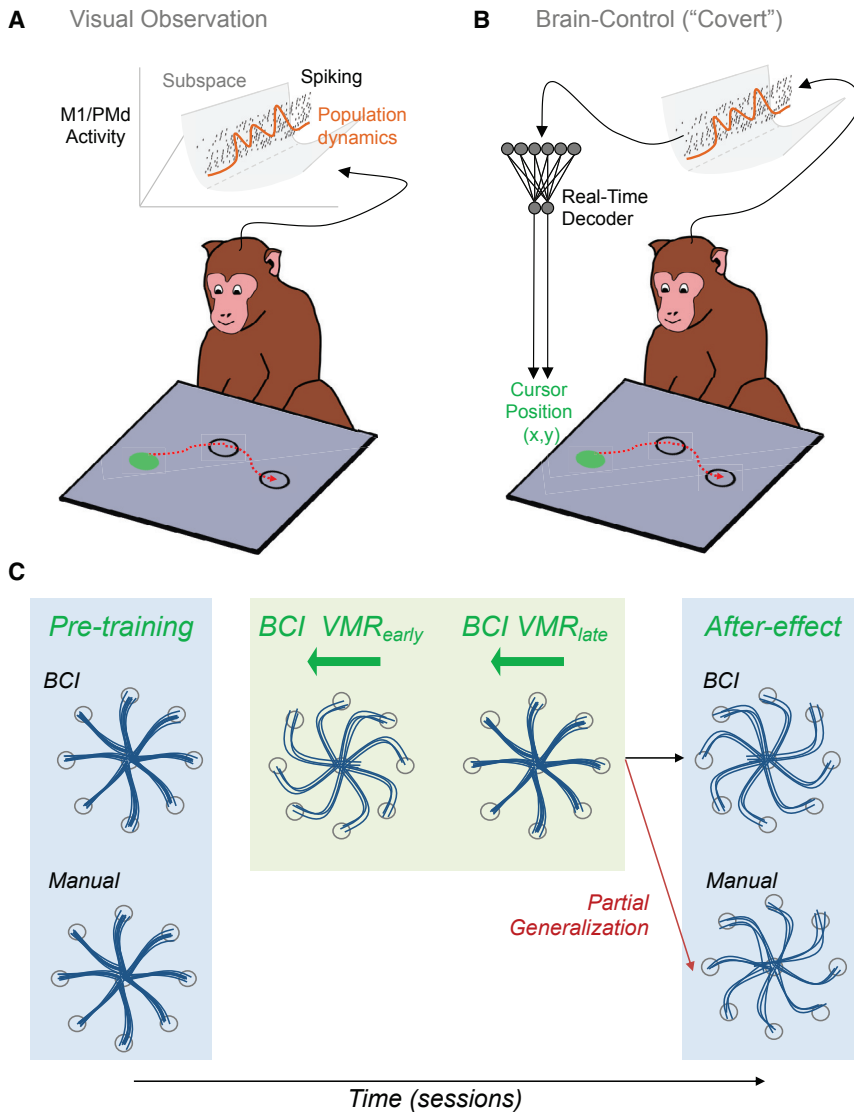 A
Visual Observation
Subspace
Spiking
M1/PMd
Activity
Population
dynamics
B
Brain-Control ("Covert")
Real-Time
Decoder
Cursor
Position
(x,y)
C
Pre-training
BCI VMRearly
BCI VMRlate
After-effect
BCI
BCI
Manual
Manual
Partial
Generalization
Time (sessions)